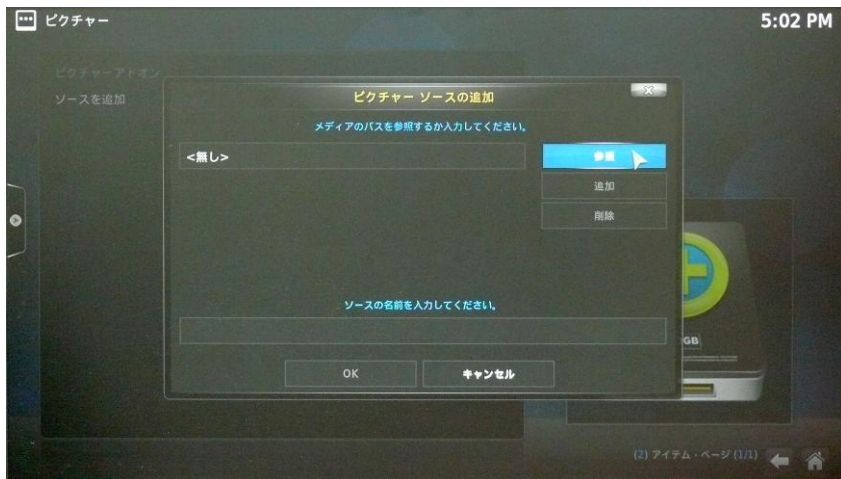 ピクチャー
5:02 PM
ピクチャーアドオン
ソースを追加
ピクチャー ソースの追加
メディアのパスを参照するか入力してください。
<無し>
参照
追加
削除
ソースの名前を入力してください。
GB
OK
キャンセル
(2) アイテム・ページ (1/1)